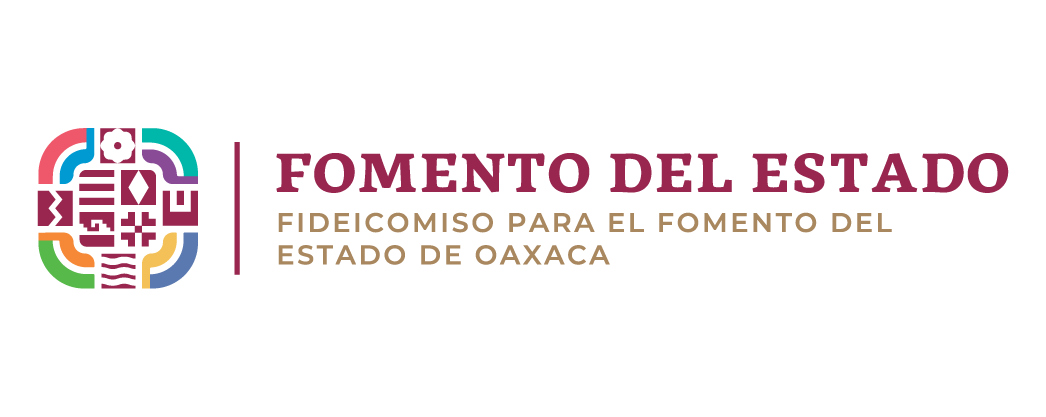 FOMENTO DEL ESTADO
FIDEICOMISO PARA EL FOMENTO DEL
ESTADO DE OAXACA